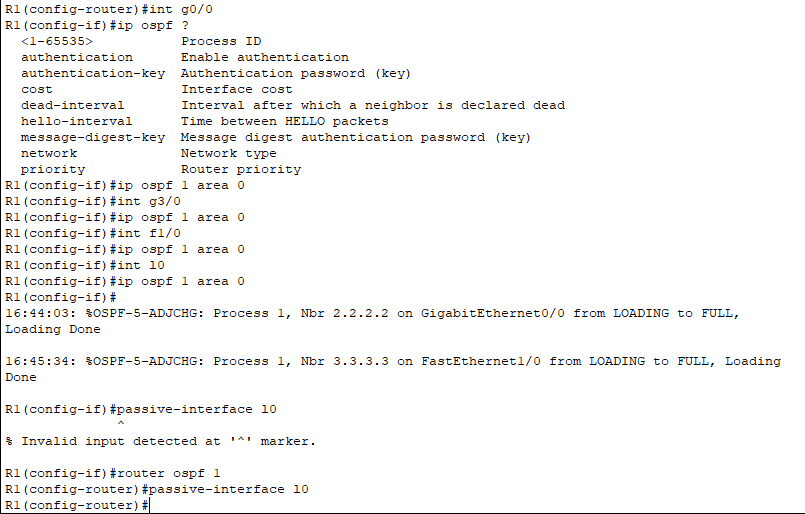 R1(config-router)#int g0/0
R1(config-if)#ip ospf ?
  <1-65535>           Process ID
  authentication      Enable authentication
  authentication-key  Authentication password (key)
  cost                Interface cost
  dead-interval       Interval after which a neighbor is declared dead
  hello-interval      Time between HELLO packets
  message-digest-key  Message digest authentication password (key)
  network             Network type
  priority            Router priority
R1(config-if)#ip ospf 1 area 0
R1(config-if)#int g3/0
R1(config-if)#ip ospf 1 area 0
R1(config-if)#int f1/0
R1(config-if)#ip ospf 1 area 0
R1(config-if)#int l0
R1(config-if)#ip ospf 1 area 0
R1(config-if)#
16:44:03: %OSPF-5-ADJCHG: Process 1, Nbr 2.2.2.2 on GigabitEthernet0/0 from LOADING to FULL,
Loading Done
16:45:34: %OSPF-5-ADJCHG: Process 1, Nbr 3.3.3.3 on FastEthernet1/0 from LOADING to FULL, Loading
Done
R1(config-if)#passive-interface l0
              ^
% Invalid input detected at '^' marker.
R1(config-if)#router ospf 1
R1(config-router)#passive-interface l0
R1(config-router)#